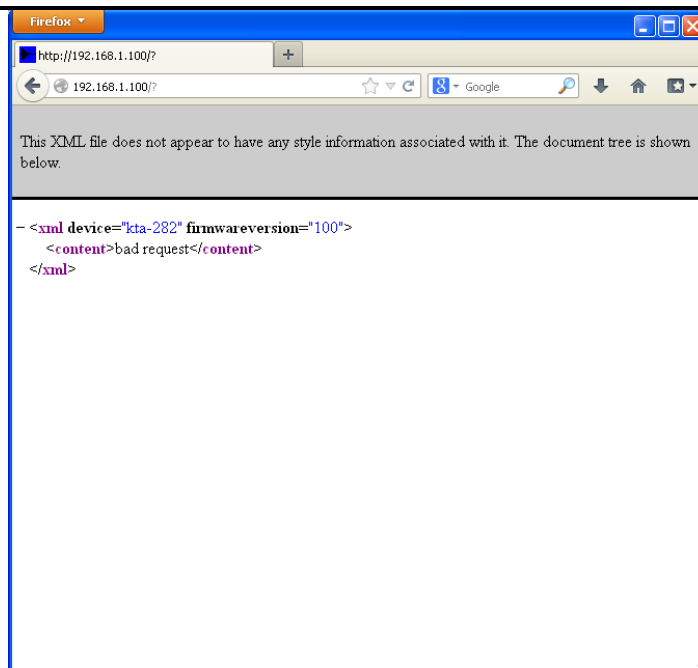 Firefox
http://192.168.1.100/?
192.168.1.100/?
Google
This XML file does not appear to have any style information associated with it. The document tree is shown
below.
− <xml device="kta-282" firmwareversion="100">
<content>bad request</content>
</xml>